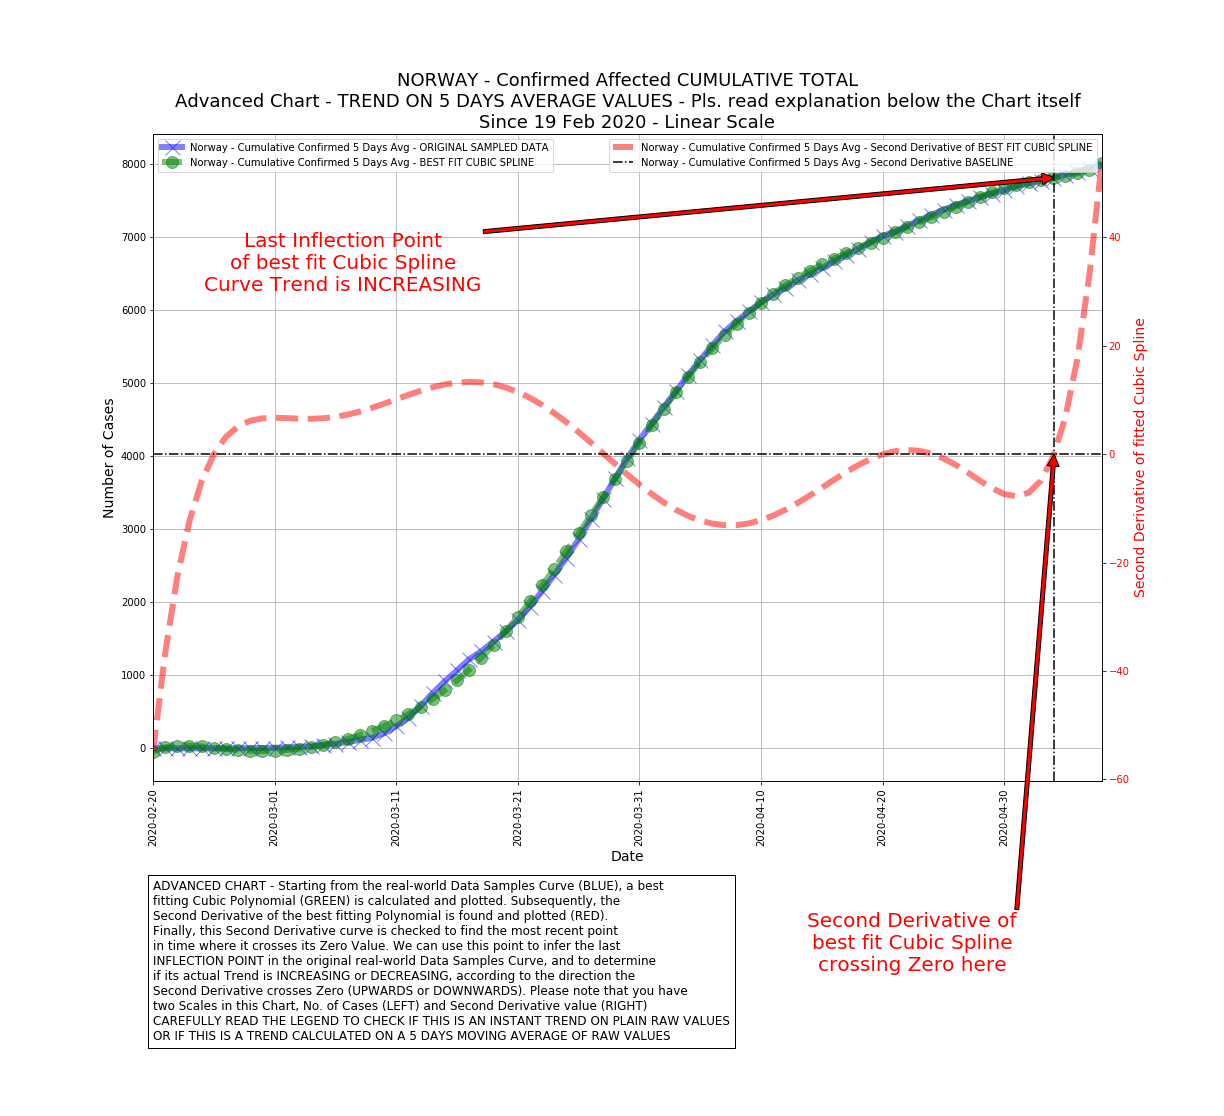 NORWAY - Confirmed Affected CUMULATIVE TOTAL
Advanced Chart - TREND ON 5 DAYS AVERAGE VALUES - Pls. read explanation below the Chart itself
Since 19 Feb 2020 - Linear Scale
Norway - Cumulative Confirmed 5 Days Avg - ORIGINAL SAMPLED DATA
Norway - Cumulative Confirmed 5 Days Avg - BEST FIT CUBIC SPLINE
Norway - Cumulative Confirmed 5 Days Avg - Second Derivative of BEST FIT CUBIC SPLINE
Norway - Cumulative Confirmed 5 Days Avg - Second Derivative BASELINE
Last Inflection Point
of best fit Cubic Spline
Curve Trend is INCREASING
Number of Cases
8000
7000
6000
5000
4000
3000
2000
1000
0
40
20
0
−20
−40
−60
Second Derivative of fitted Cubic Spline
2020-02-20
2020-03-01
2020-03-11
2020-03-21
2020-03-31
2020-04-10
2020-04-20
2020-04-30
Date
ADVANCED CHART - Starting from the real-world Data Samples Curve (BLUE), a best
fitting Cubic Polynomial (GREEN) is calculated and plotted. Subsequently, the
Second Derivative of the best fitting Polynomial is found and plotted (RED).
Finally, this Second Derivative curve is checked to find the most recent point
in time where it crosses its Zero Value. We can use this point to infer the last
INFLECTION POINT in the original real-world Data Samples Curve, and to determine
if its actual Trend is INCREASING or DECREASING, according to the direction the
Second Derivative crosses Zero (UPWARDS or DOWNWARDS). Please note that you have
two Scales in this Chart, No. of Cases (LEFT) and Second Derivative value (RIGHT)
CAREFULLY READ THE LEGEND TO CHECK IF THIS IS AN INSTANT TREND ON PLAIN RAW VALUES
OR IF THIS IS A TREND CALCULATED ON A 5 DAYS MOVING AVERAGE OF RAW VALUES
Second Derivative of
best fit Cubic Spline
crossing Zero here